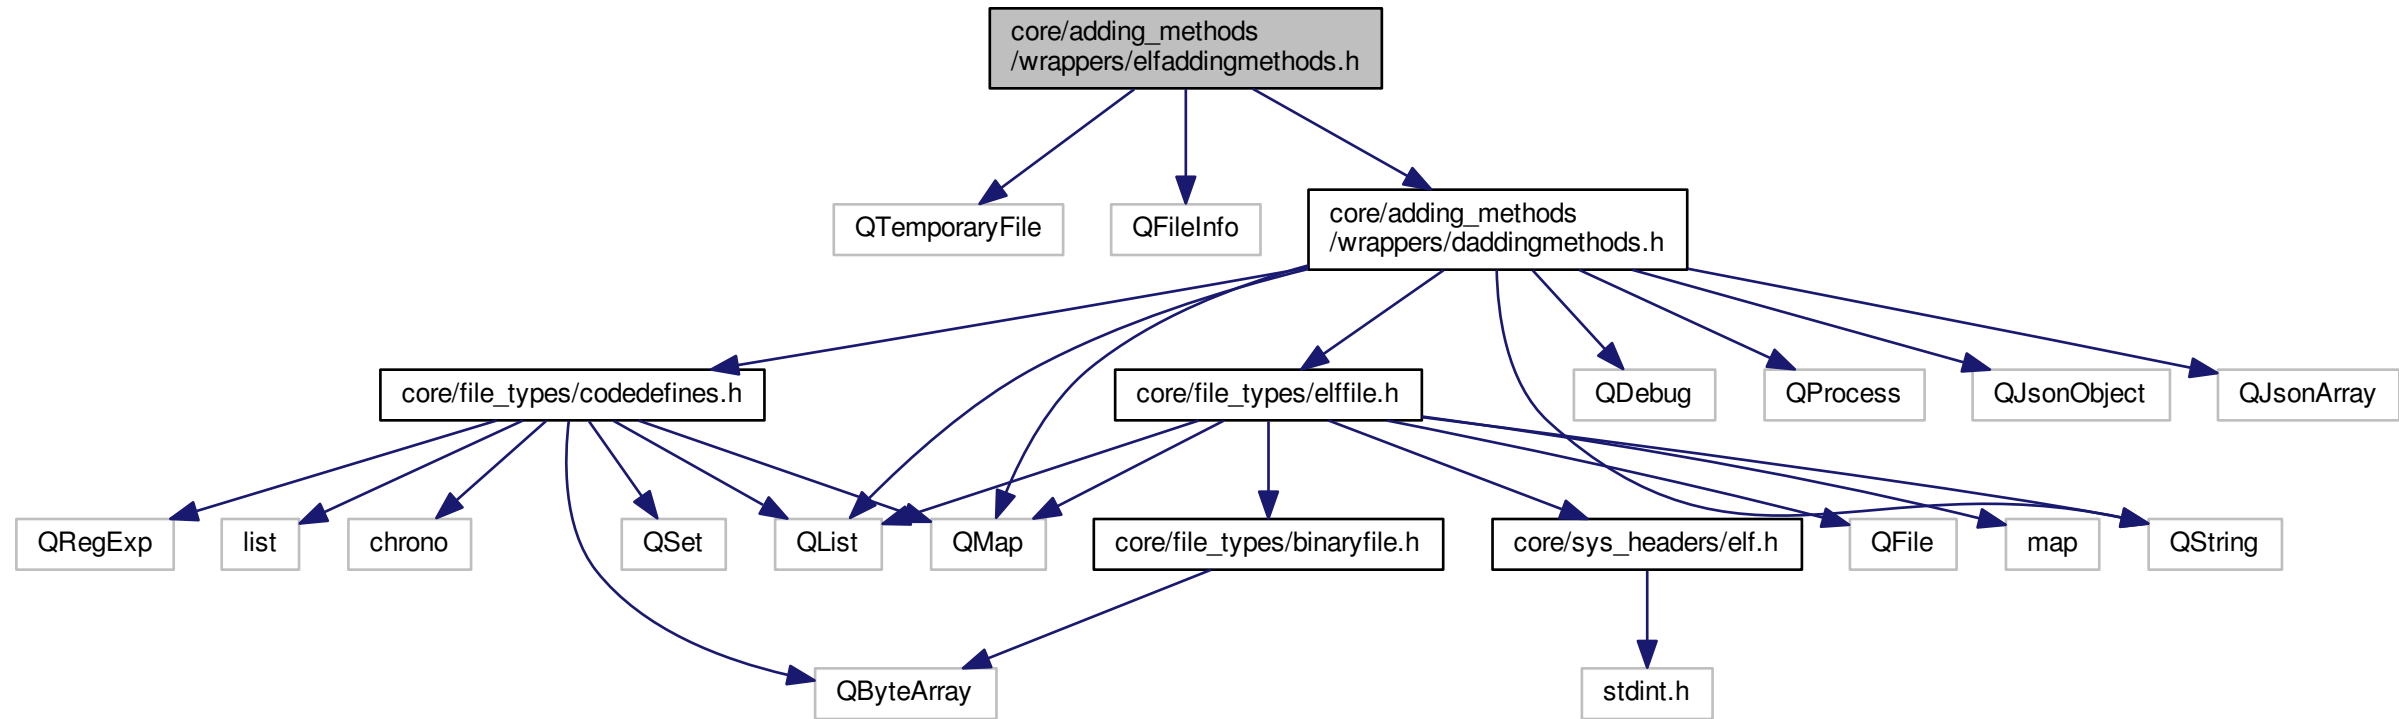 core/adding_methods
/wrappers/elfaddingmethods.h
QTemporaryFile
QFileInfo
core/adding_methods
/wrappers/daddingmethods.h
core/file_types/codedefines.h
core/file_types/elffile.h
QDebug
QProcess
QJsonObject
QJsonArray
QRegExp
list
chrono
QSet
QList
QMap
core/file_types/binaryfile.h
core/sys_headers/elf.h
QFile
map
QString
QByteArray
stdint.h